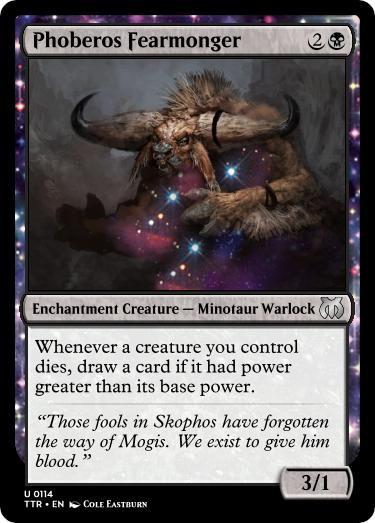 Phoberos Fearmonger 2
Enchantment Creature — Minotaur Warlock
Whenever a creature you control
dies, draw a card if it had power
greater than its base power.
“Those fools in Skophos have forgotten
the way of Mogis. We exist to give him
blood.”
3/1
U 0114
TTR • EN Cole Eastburn